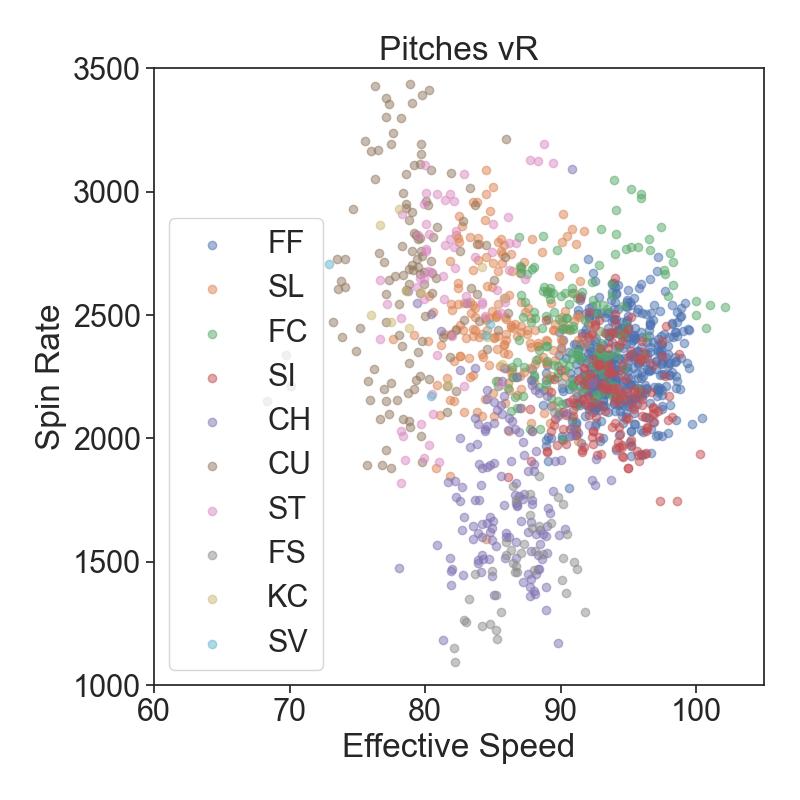 Pitches vR
3500
3000
2500
2000
1500
1000
Spin Rate
FF
SL
FC
SI
CH
CU
ST
FS
KC
SV
60 70 80 90 100
Effective Speed